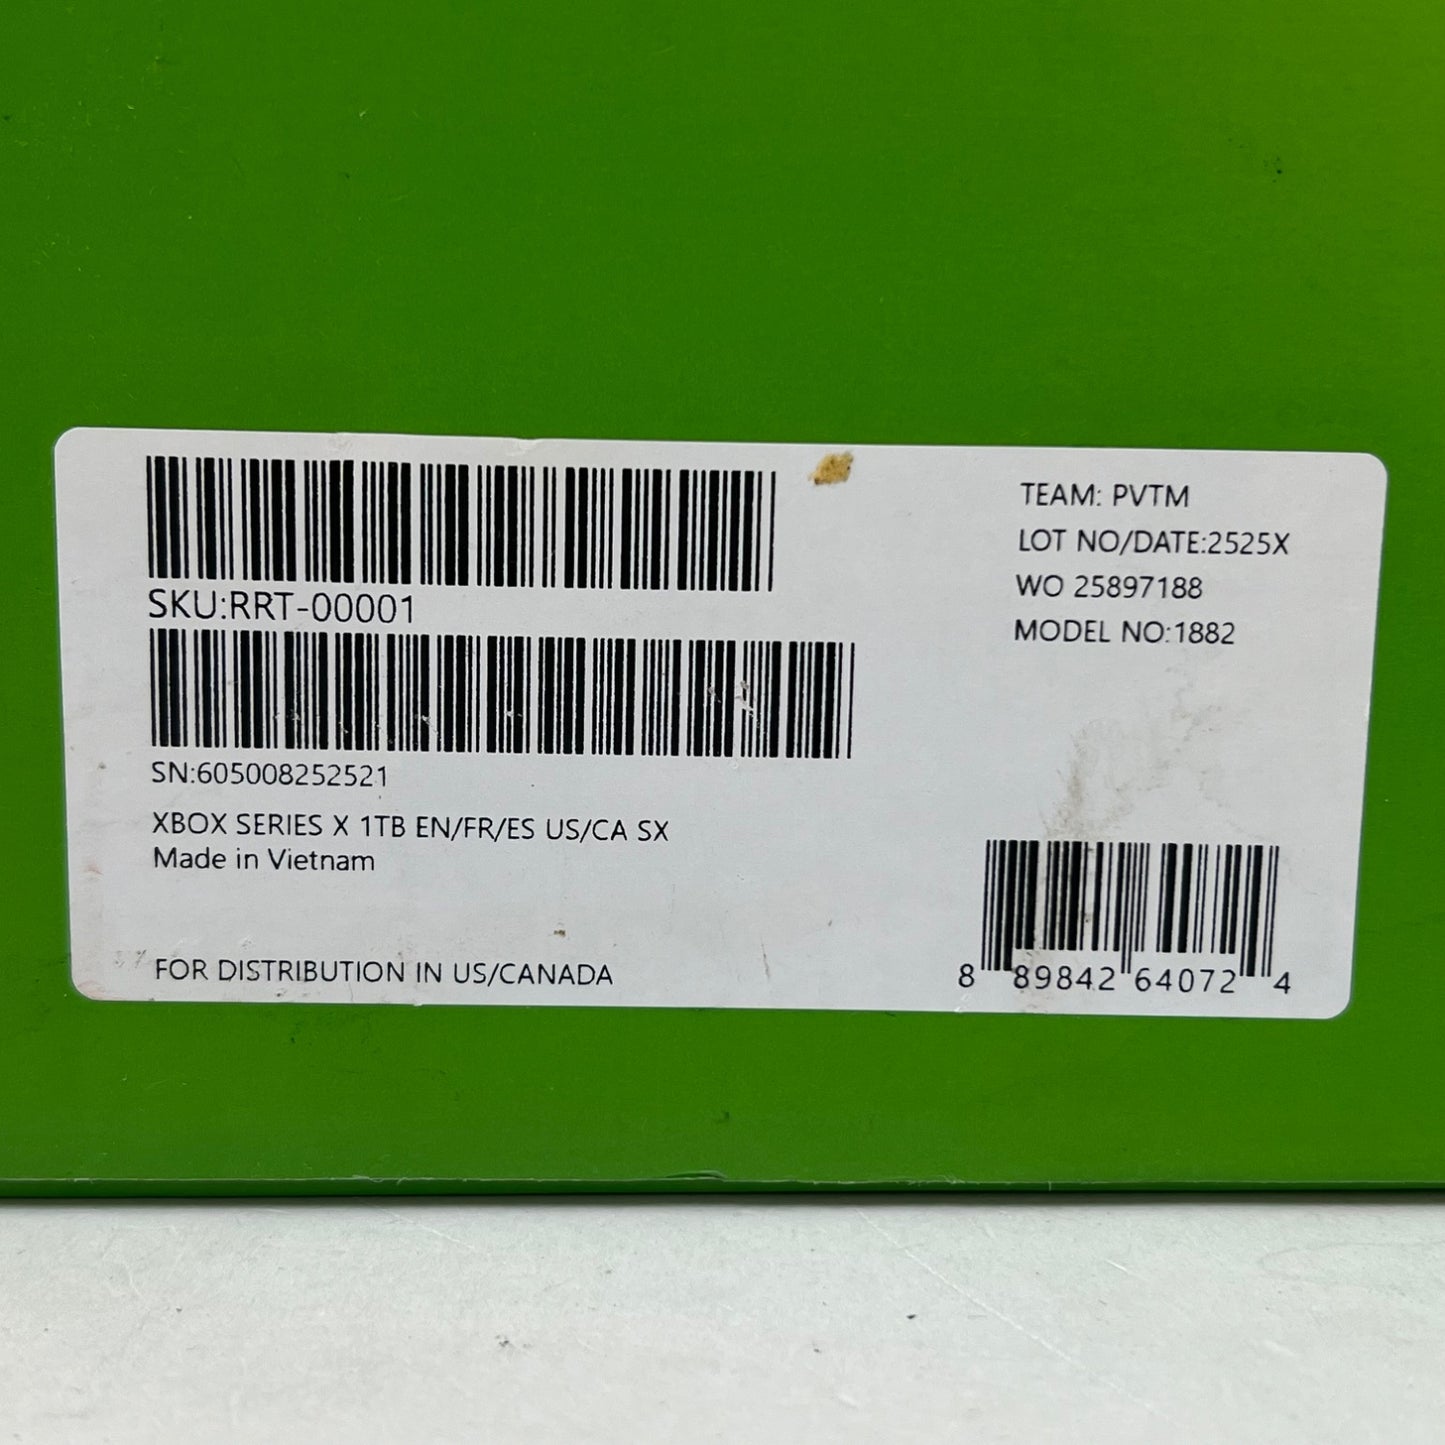 SKU:RRT-00001
SN:605008252521
XBOX SERIES X 1TB EN/FR/ES US/CA SX
Made in Vietnam
FOR DISTRIBUTION IN US/CANADA
TEAM: PVTM
LOT NO/DATE:2525X
WO 25897188
MODEL NO:1882
8 89842 64072 4